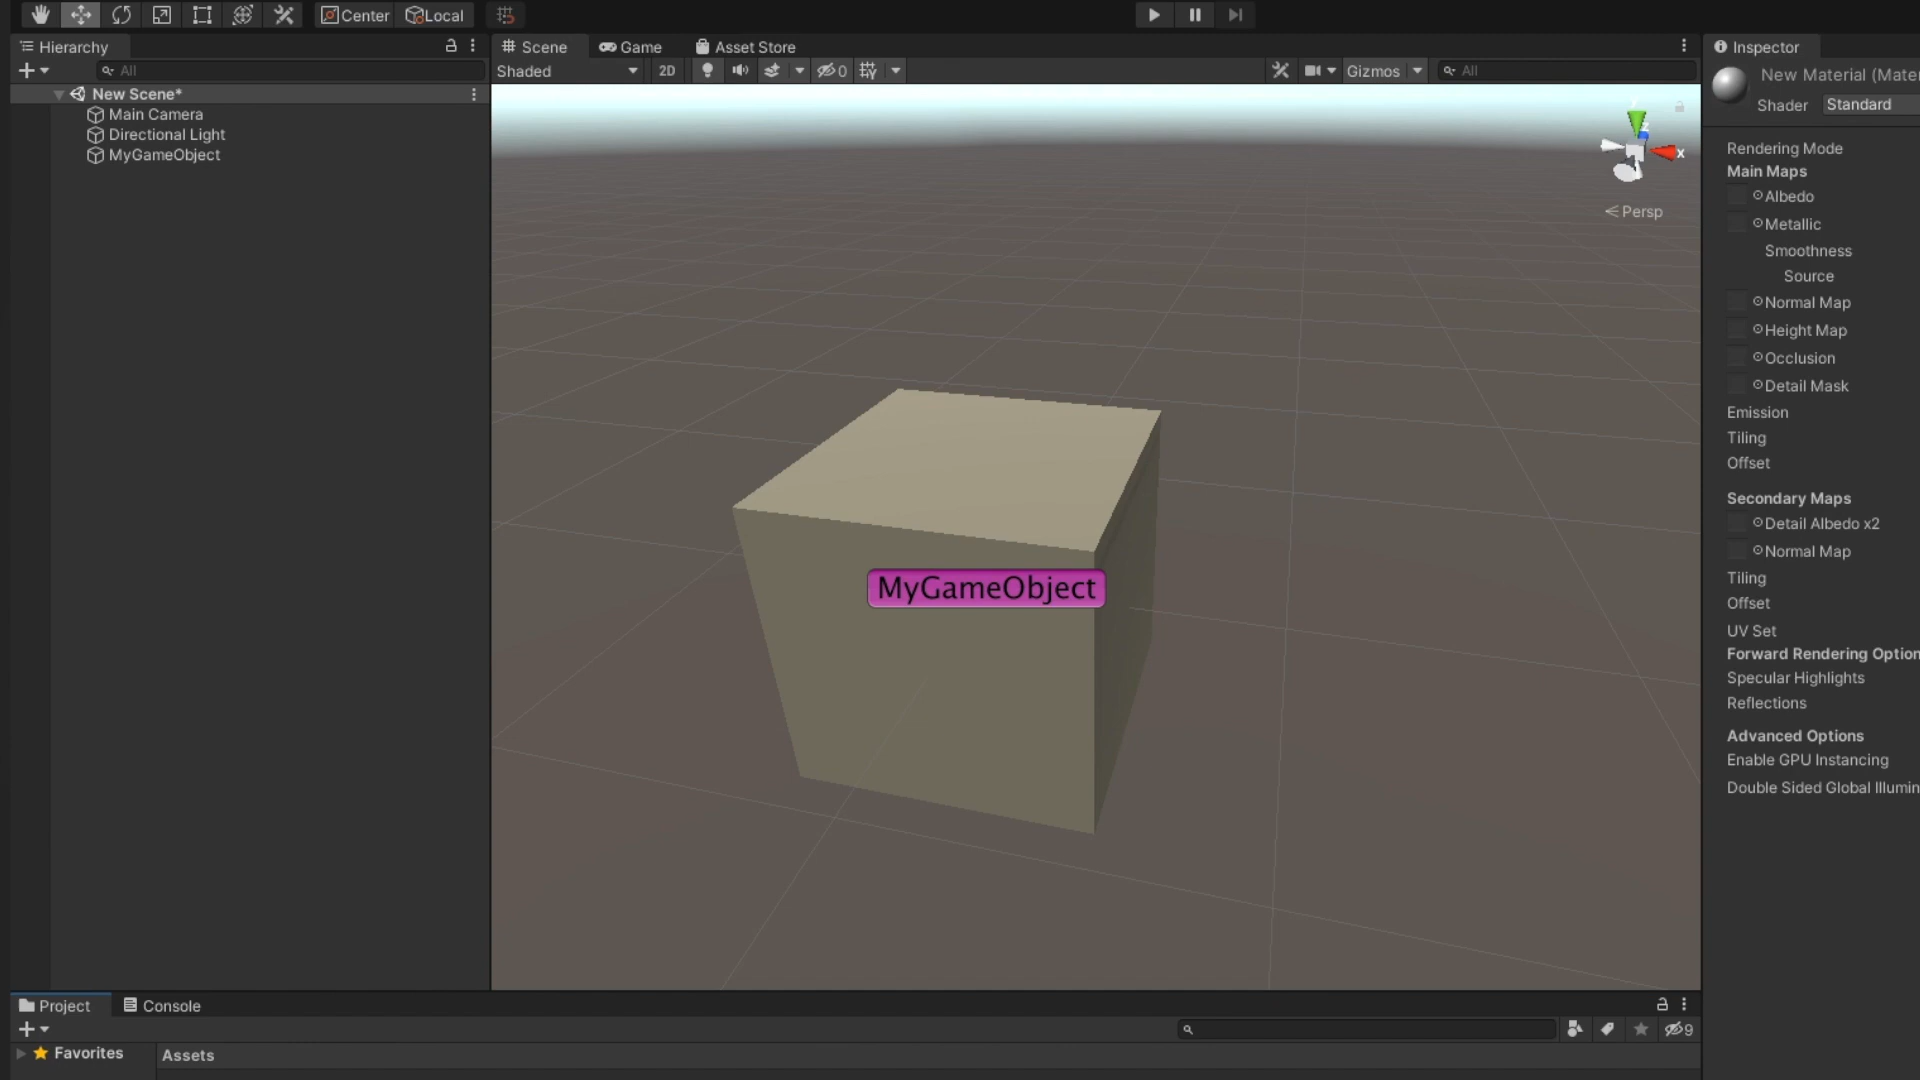 Center
Local
Hierarchy
All
New Scene*
Main Camera
Directional Light
MyGameObject
Scene
Game
Asset Store
Shaded
2D
0
Gizmos
All
z
x
Persp
MyGameObject
Inspector
New Material (Mater
Shader
Standard
Rendering Mode
Main Maps
Albedo
Metallic
Smoothness
Source
Normal Map
Height Map
Occlusion
Detail Mask
Emission
Tiling
Offset
Secondary Maps
Detail Albedo x2
Normal Map
Tiling
Offset
UV Set
Forward Rendering Option
Specular Highlights
Reflections
Advanced Options
Enable GPU Instancing
Double Sided Global Illumin
Project
Console
9
Favorites
Assets